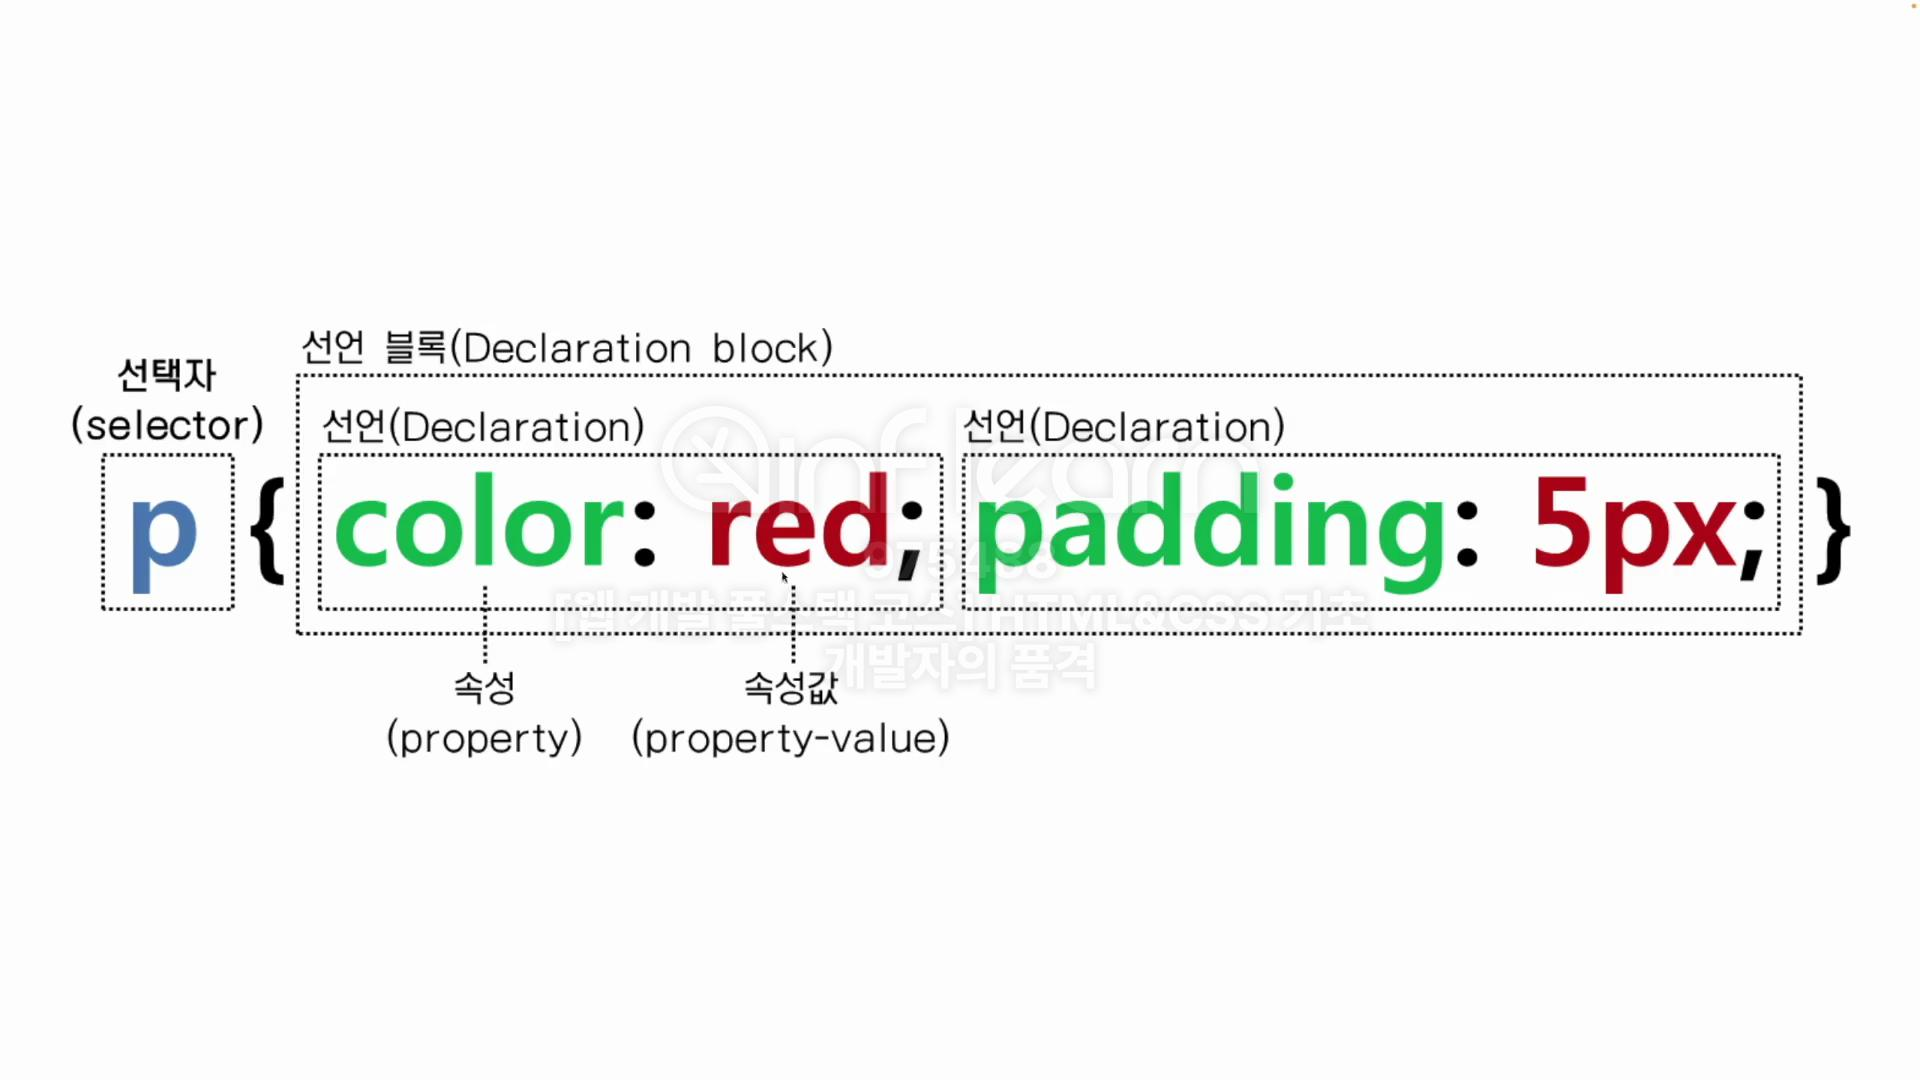 선언 블록(Declaration block)
선택자
(selector)
선언(Declaration)
선언(Declaration)
p { color: red; padding: 5px; }
속성
(property)
속성값
(property-value)
inflearn
975438
[웹 개발 풀스택 코스] HTML&CSS 기초
개발자의 품격